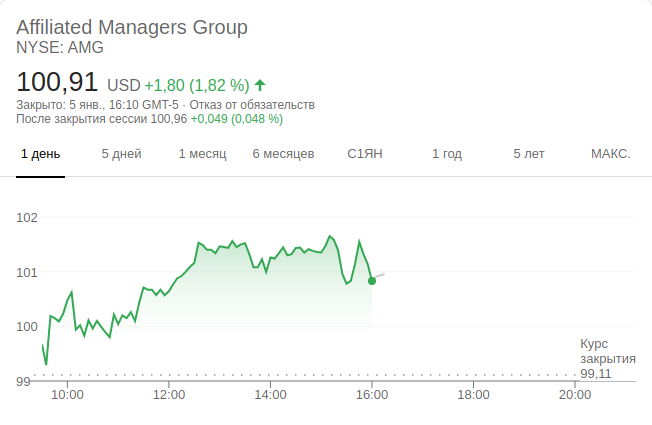 Affiliated Managers Group
NYSE: AMG
100,91 USD +1,80 (1,82 %)
Закрыто: 5 янв., 16:10 GMT-5 · Отказ от обязательств
После закрытия сессии 100,96 +0,049 (0,048 %)
1 день 5 дней 1 месяц 6 месяцев С1ЯН 1 год 5 лет МАКС.
102
101
100
Курс
закрытия
99,11
99
10:00 12:00 14:00 16:00 18:00 20:00